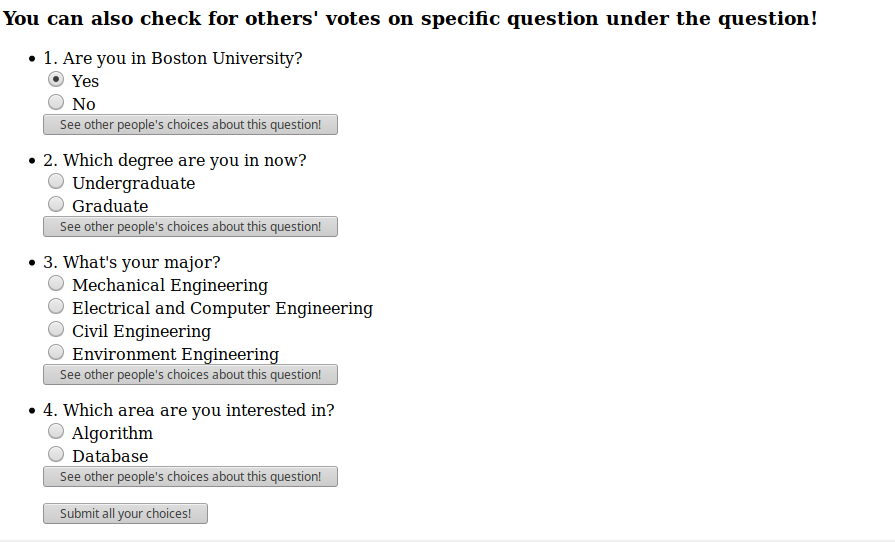 You can also check for others' votes on specific question under the question!
1. Are you in Boston University?
Yes
No
See other people's choices about this question!
2. Which degree are you in now?
Undergraduate
Graduate
See other people's choices about this question!
3. What's your major?
Mechanical Engineering
Electrical and Computer Engineering
Civil Engineering
Environment Engineering
See other people's choices about this question!
4. Which area are you interested in?
Algorithm
Database
See other people's choices about this question!
Submit all your choices!